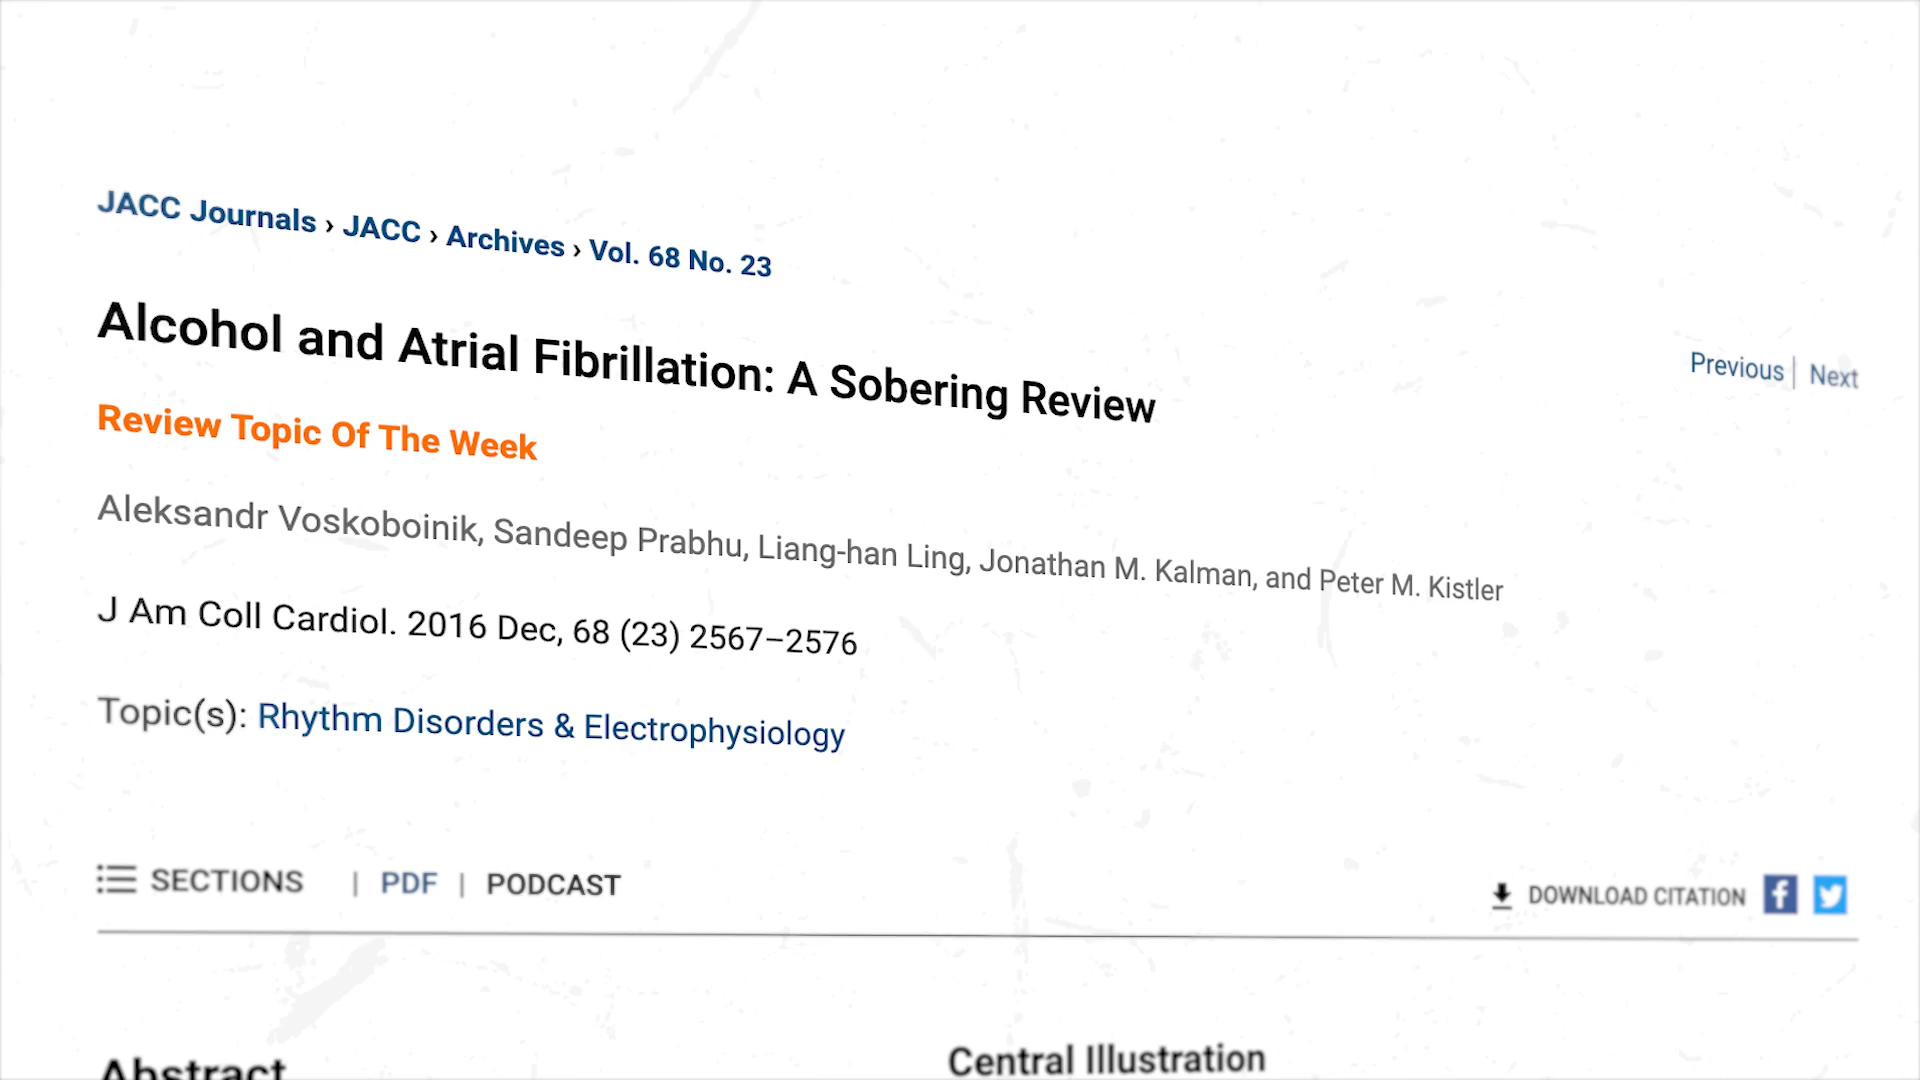 JACC Journals › JACC › Archives › Vol. 68 No. 23
Alcohol and Atrial Fibrillation: A Sobering Review
Previous | Next
Review Topic Of The Week
Aleksandr Voskoboinik, Sandeep Prabhu, Liang-han Ling, Jonathan M. Kalman, and Peter M. Kistler
J Am Coll Cardiol. 2016 Dec, 68 (23) 2567–2576
Topic(s): Rhythm Disorders & Electrophysiology
SECTIONS | PDF | PODCAST
DOWNLOAD CITATION
Abstract
Central Illustration